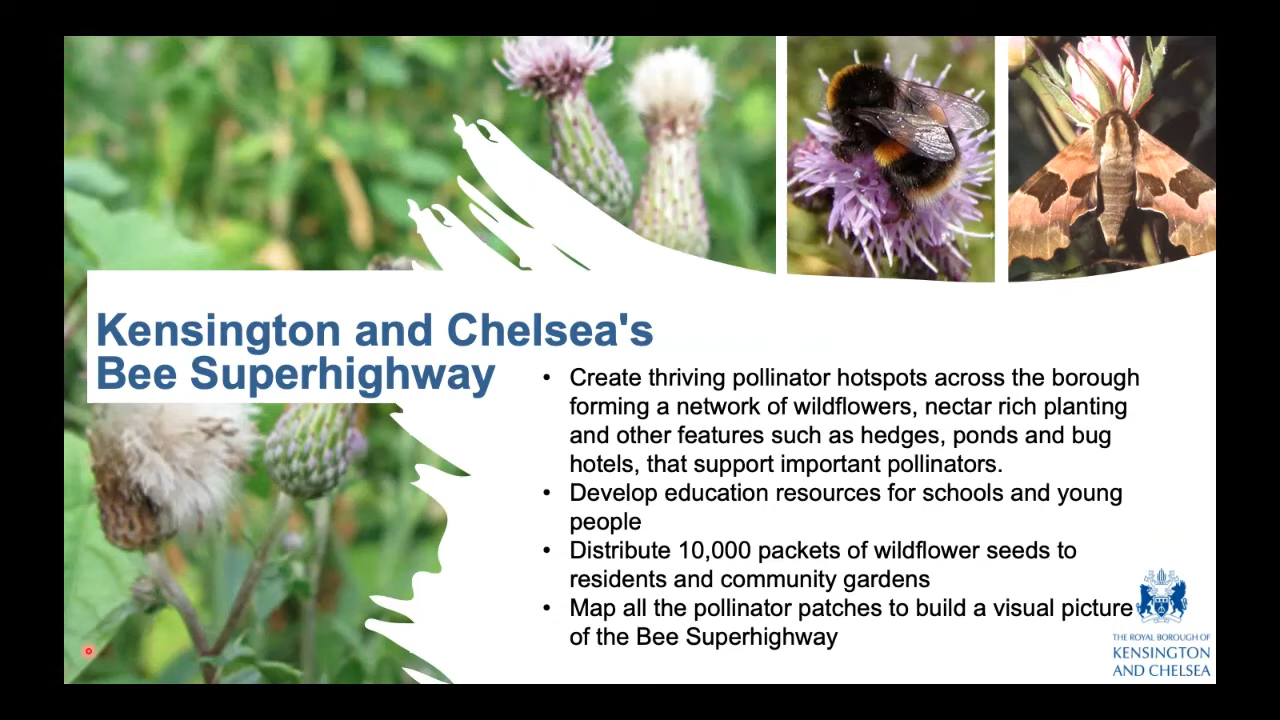 Kensington and Chelsea's
Bee Superhighway
• Create thriving pollinator hotspots across the borough
forming a network of wildflowers, nectar rich planting
and other features such as hedges, ponds and bug
hotels, that support important pollinators.
• Develop education resources for schools and young
people
• Distribute 10,000 packets of wildflower seeds to
residents and community gardens
• Map all the pollinator patches to build a visual picture
of the Bee Superhighway
THE ROYAL BOROUGH OF
KENSINGTON
AND CHELSEA